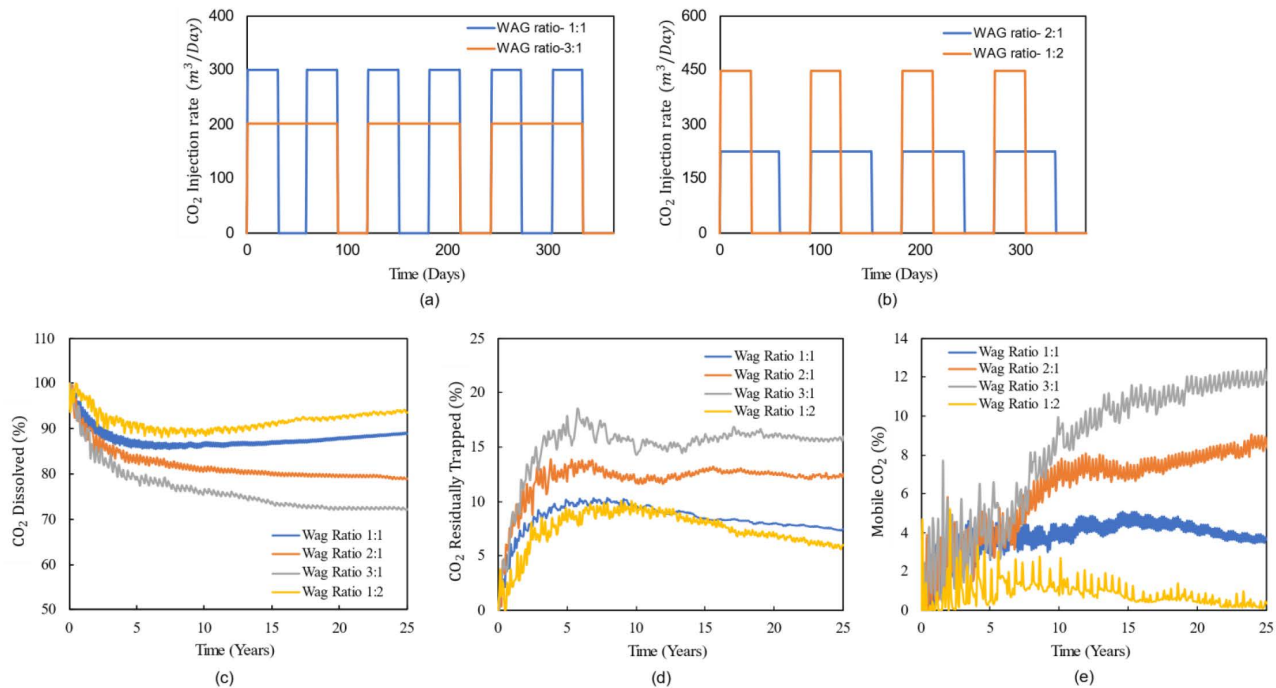 400
300
200
100
0
CO₂ Injection rate (m³/Day)
WAG ratio- 1:1
WAG ratio-3:1
0 100 200 300
Time (Days)
(a)
600
450
300
150
0
CO₂ Injection rate (m³/Day)
WAG ratio- 2:1
WAG ratio- 1:2
0 100 200 300
Time (Days)
(b)
110
100
90
80
70
60
50
CO₂ Dissolved (%)
Wag Ratio 1:1
Wag Ratio 2:1
Wag Ratio 3:1
Wag Ratio 1:2
0 5 10 15 20 25
Time (Years)
(c)
25
20
15
10
5
0
CO₂ Residually Trapped (%)
Wag Ratio 1:1
Wag Ratio 2:1
Wag Ratio 3:1
Wag Ratio 1:2
0 5 10 15 20 25
Time (Years)
(d)
14
12
10
8
6
4
2
0
Mobile CO₂ (%)
Wag Ratio 1:1
Wag Ratio 2:1
Wag Ratio 3:1
Wag Ratio 1:2
0 5 10 15 20 25
Time (Years)
(e)